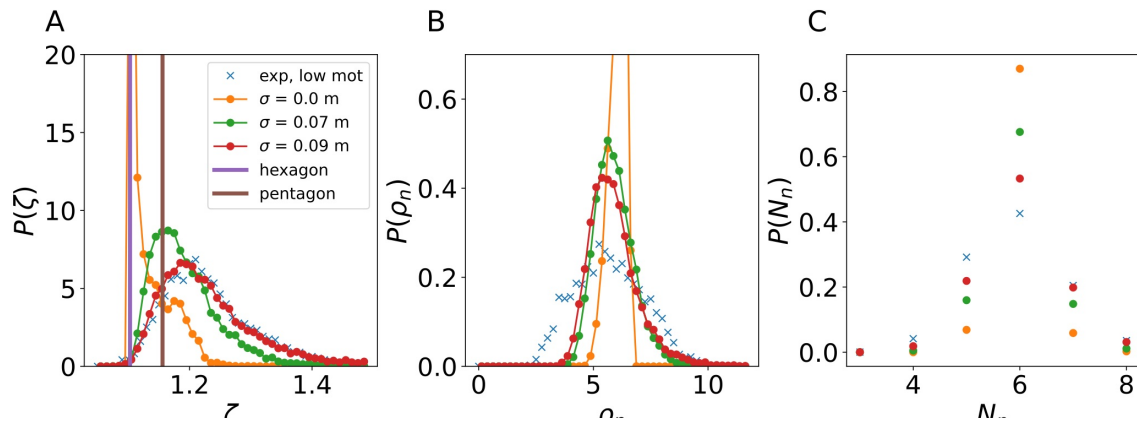 A
B
C
20
15
10
5
0
P(ζ)
1.2
1.4
ζ
exp, low mot
σ = 0.0 m
σ = 0.07 m
σ = 0.09 m
hexagon
pentagon
0.6
0.4
0.2
0.0
P(ρₙ)
0
5
10
ρₙ
0.8
0.6
0.4
0.2
0.0
P(Nₙ)
4
6
8
Nₙ